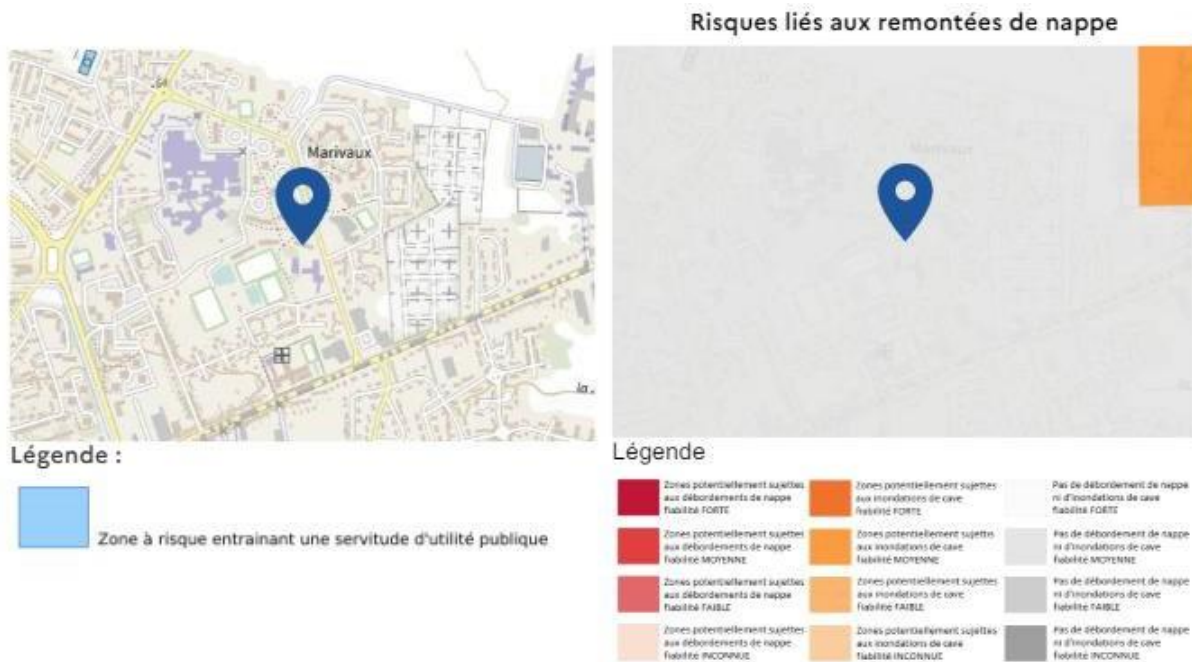 Risques liés aux remontées de nappe
64
Marivaux
la
Légende :
Zone à risque entrainant une servitude d'utilité publique
Marivaux
Légende
Zones potentiellement sujettes
aux débordements de nappe
fiabilité FORTE
Zones potentiellement sujettes
aux inondations de cave
fiabilité FORTE
Pas de débordement de nappe
ni d'inondations de cave
fiabilité FORTE
Zones potentiellement sujettes
aux débordements de nappe
fiabilité MOYENNE
Zones potentiellement sujettes
aux inondations de cave
fiabilité MOYENNE
Pas de débordement de nappe
ni d'inondations de cave
fiabilité MOYENNE
Zones potentiellement sujettes
aux débordements de nappe
fiabilité FAIBLE
Zones potentiellement sujettes
aux inondations de cave
fiabilité FAIBLE
Pas de débordement de nappe
ni d'inondations de cave
fiabilité FAIBLE
Zones potentiellement sujettes
aux débordements de nappe
fiabilité INCONNUE
Zones potentiellement sujettes
aux inondations de cave
fiabilité INCONNUE
Pas de débordement de nappe
ni d'inondations de cave
fiabilité INCONNUE